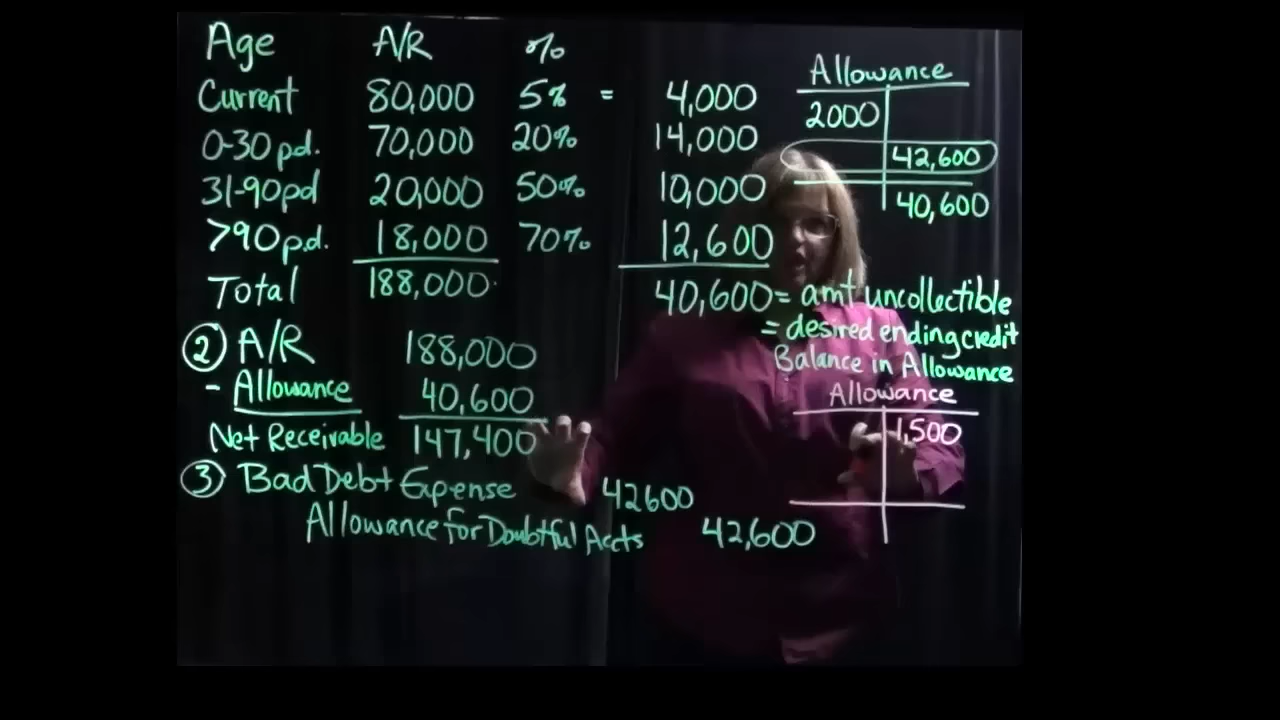 Age A/R %
Current 80,000 5% = 4,000
0-30 pd. 70,000 20% 14,000
31-90pd 20,000 50% 10,000
>90p.d. 18,000 70% 12,600
Total 188,000 40,600 = amt uncollectible
= desired ending credit
Balance in Allowance
② A/R 188,000
- Allowance 40,600
Net Receivable 147,400
③ Bad Debt Expense 42600
Allowance for Doubtful Accts 42,600
Allowance
2000
42,600
40,600
Allowance
1,500